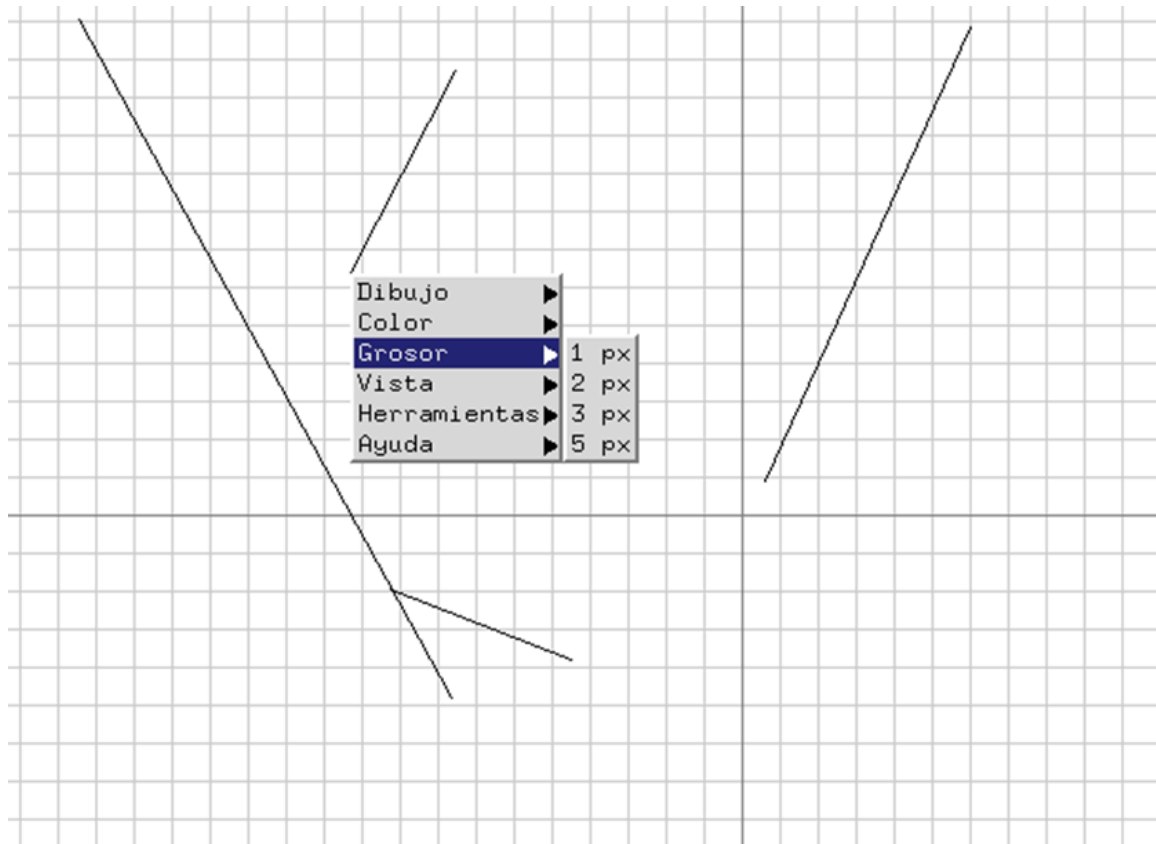 Dibujo
Color
Grosor
Vista
Herramientas
Ayuda
1 px
2 px
3 px
5 px